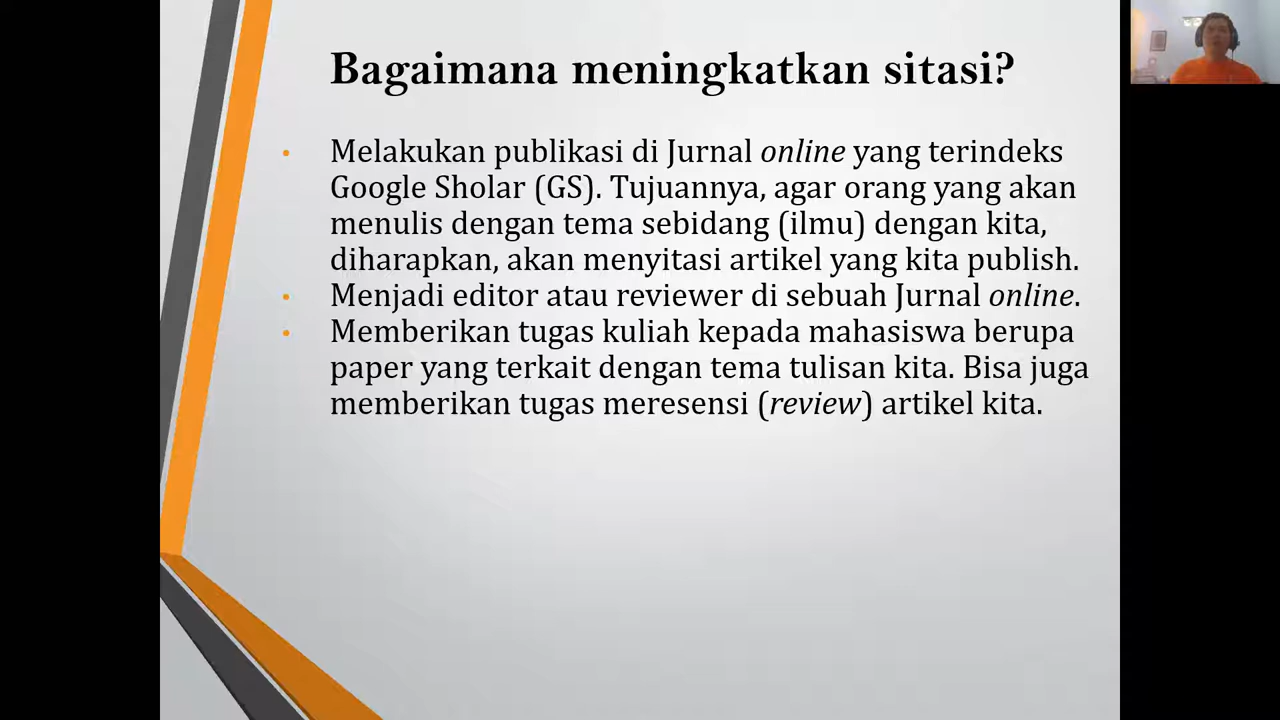 Bagaimana meningkatkan sitasi?
• Melakukan publikasi di Jurnal online yang terindeks
Google Sholar (GS). Tujuannya, agar orang yang akan
menulis dengan tema sebidang (ilmu) dengan kita,
diharapkan, akan menyitasi artikel yang kita publish.
• Menjadi editor atau reviewer di sebuah Jurnal online.
• Memberikan tugas kuliah kepada mahasiswa berupa
paper yang terkait dengan tema tulisan kita. Bisa juga
memberikan tugas meresensi (review) artikel kita.